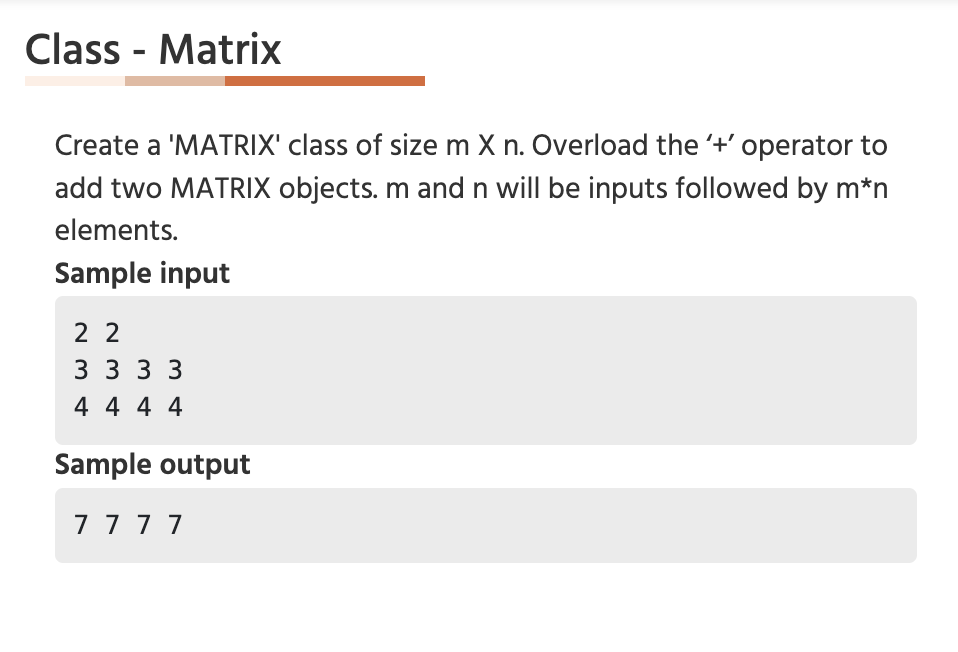 Class - Matrix
Create a 'MATRIX' class of size m X n. Overload the ‘+’ operator to
add two MATRIX objects. m and n will be inputs followed by m*n
elements.
Sample input
2 2
3 3 3 3
4 4 4 4
Sample output
7 7 7 7